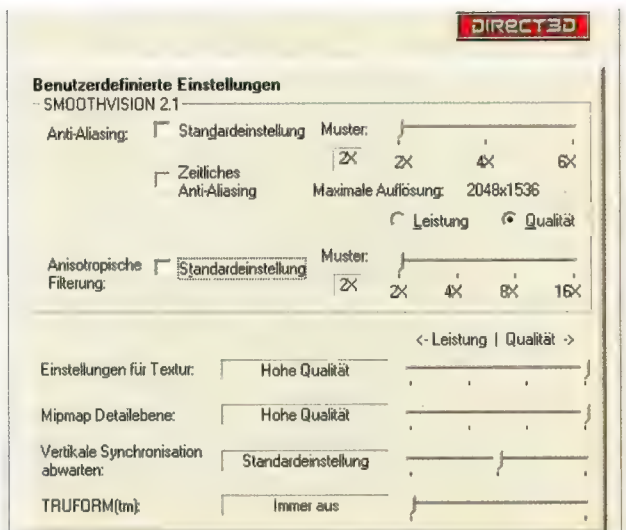 DIRECT3D
Benutzerdefinierte Einstellungen
SMOOTHVISION 2.1
Anti-Aliasing: Standardeinstellung Muster:
2X 2X 4X 6X
Zeitliches
Anti-Aliasing Maximale Auflösung: 2048x1536
Leistung Qualität
Anisotropische Filterung: Standardeinstellung Muster:
2X 2X 4X 8X 16X
<- Leistung | Qualität ->
Einstellungen für Textur: Hohe Qualität
Mipmap Detailebene: Hohe Qualität
Vertikale Synchronisation
abwarten: Standardeinstellung
TRUFORM(tm): Immer aus